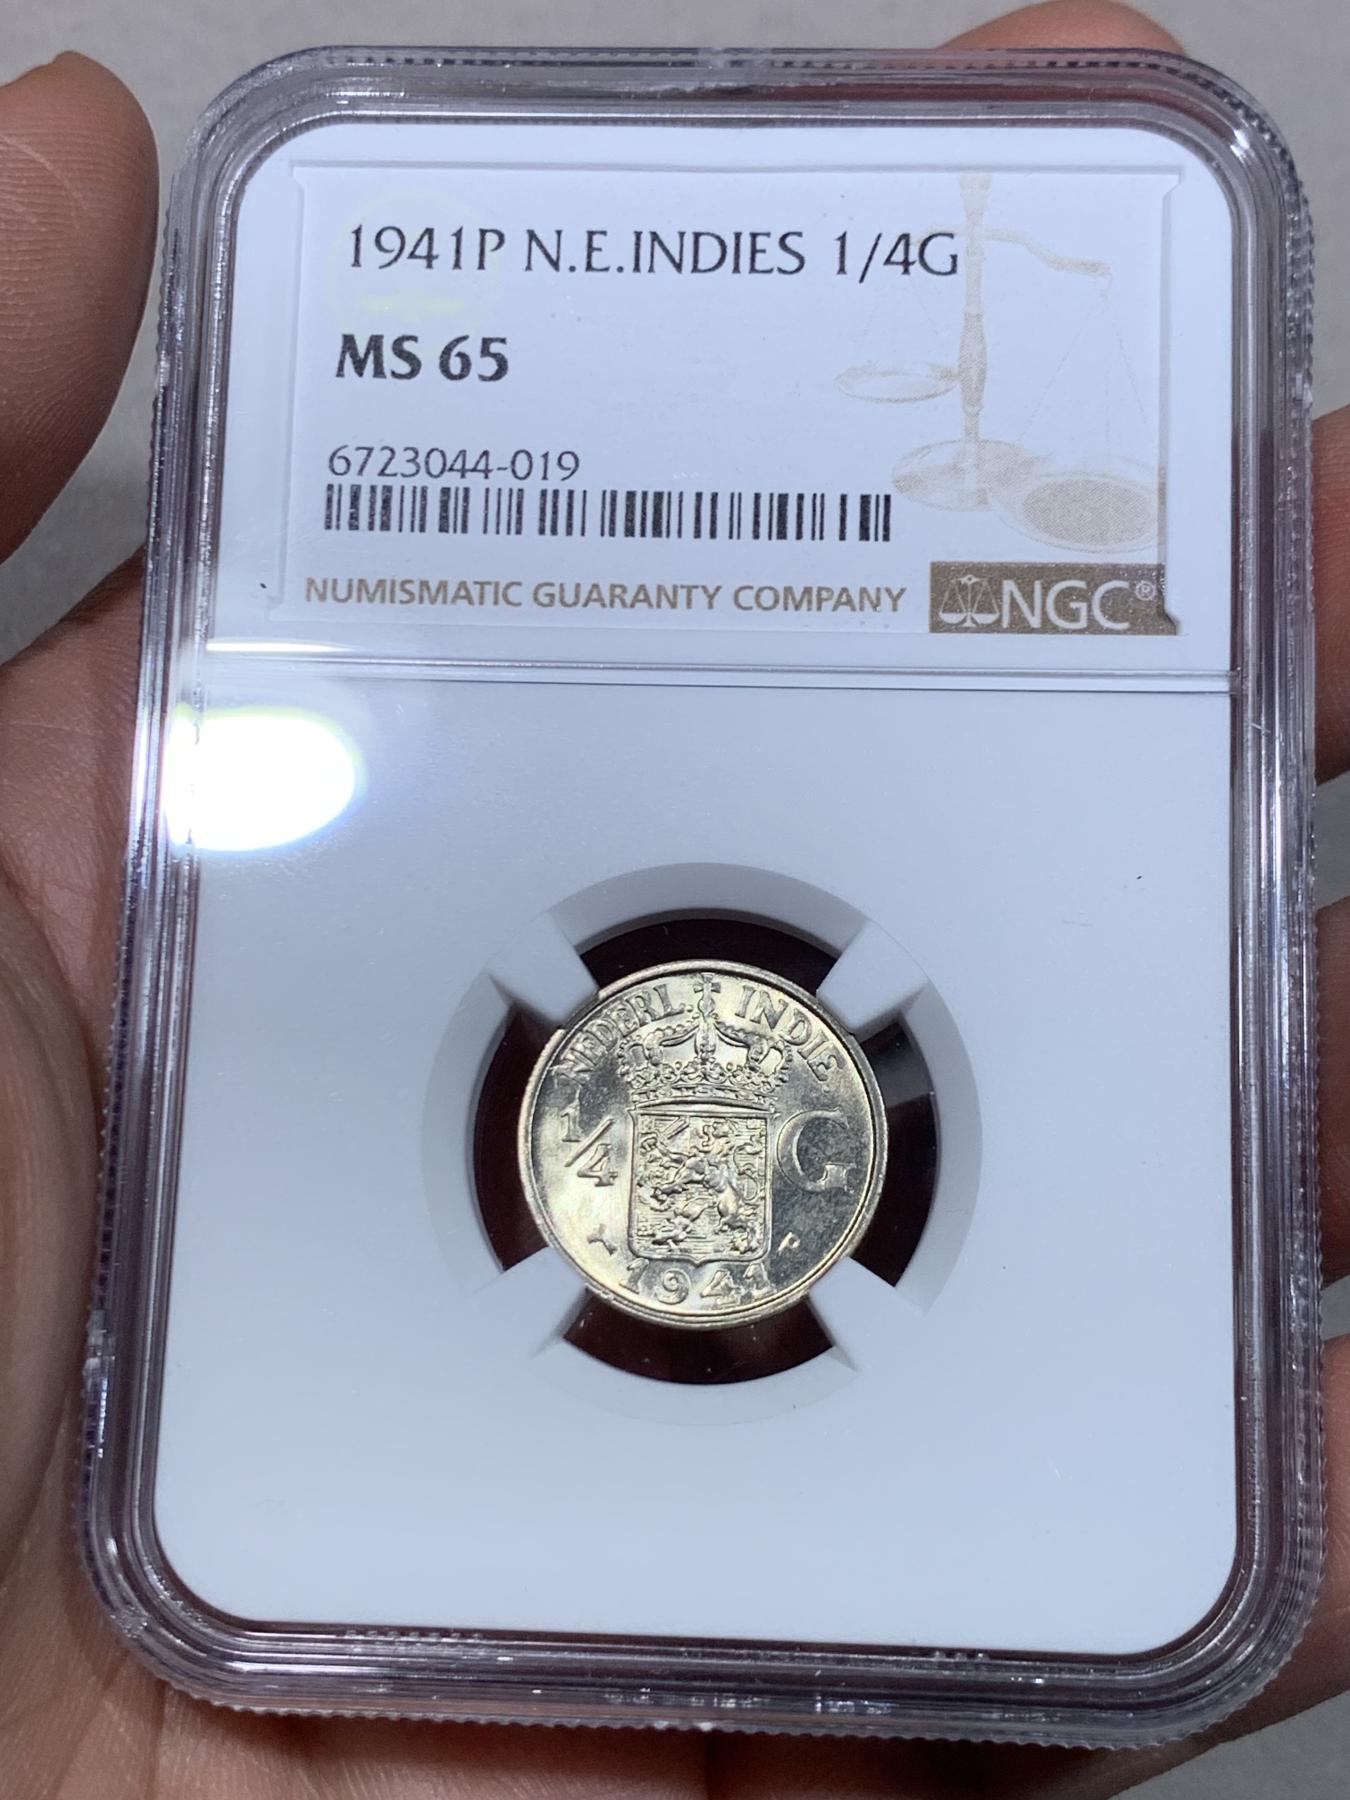 1941P N.E.INDIES 1/4G
MS 65
6723044-019
NUMISMATIC GUARANTY COMPANY
NGC®
NEDERL. INDIE
1/4 G
P
1941